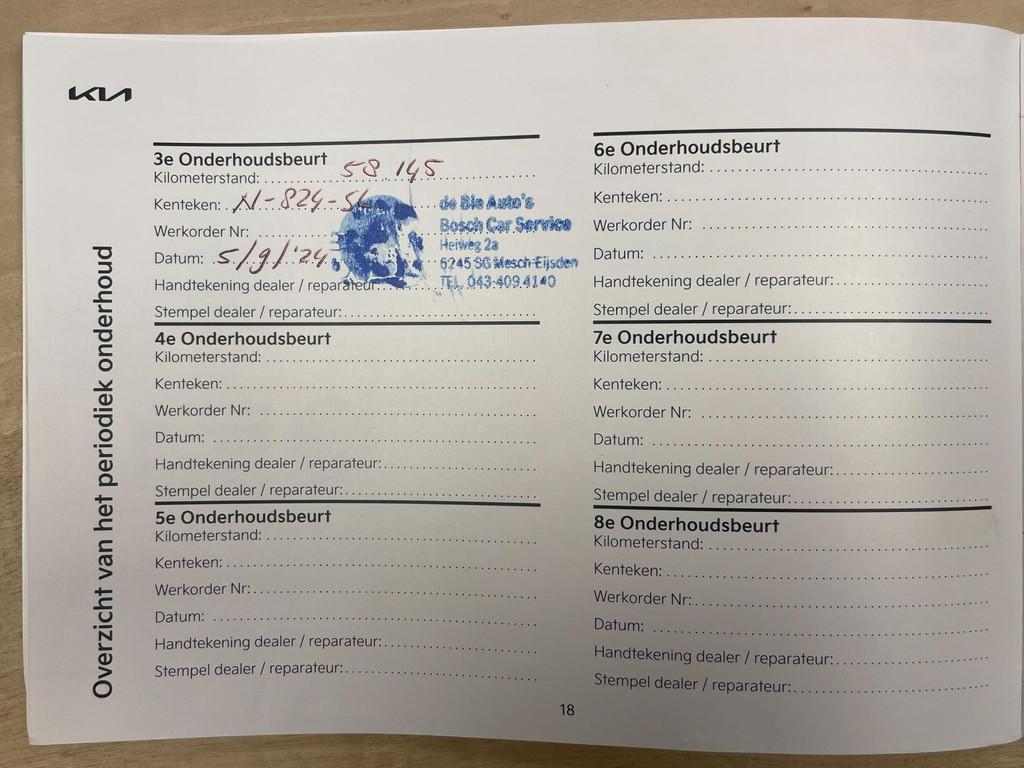 KIA
Overzicht van het periodiek onderhoud
3e Onderhoudsbeurt
Kilometerstand: 58 145
Kenteken: N-824-SL
Werkorder Nr:
Datum: 5/9/'24
Handtekening dealer / reparateur:
Stempel dealer / reparateur:
de Bie Auto's
Bosch Car Service
Heiweg 2a
6245 SG Mesch-Eijsden
TEL. 043-409 4140
4e Onderhoudsbeurt
Kilometerstand:
Kenteken:
Werkorder Nr:
Datum:
Handtekening dealer / reparateur:
Stempel dealer / reparateur:
5e Onderhoudsbeurt
Kilometerstand:
Kenteken:
Werkorder Nr:
Datum:
Handtekening dealer / reparateur:
Stempel dealer / reparateur:
6e Onderhoudsbeurt
Kilometerstand:
Kenteken:
Werkorder Nr:
Datum:
Handtekening dealer / reparateur:
Stempel dealer / reparateur:
7e Onderhoudsbeurt
Kilometerstand:
Kenteken:
Werkorder Nr:
Datum:
Handtekening dealer / reparateur:
Stempel dealer / reparateur:
8e Onderhoudsbeurt
Kilometerstand:
Kenteken:
Werkorder Nr:
Datum:
Handtekening dealer / reparateur:
Stempel dealer / reparateur:
18